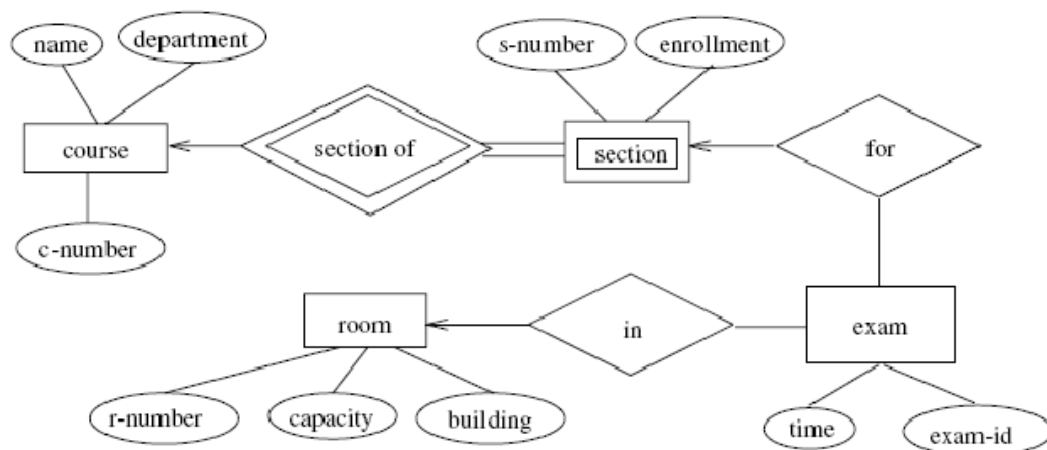 name
department
s-number
enrollment
course
section of
section
for
c-number
room
in
exam
r-number
capacity
building
time
exam-id